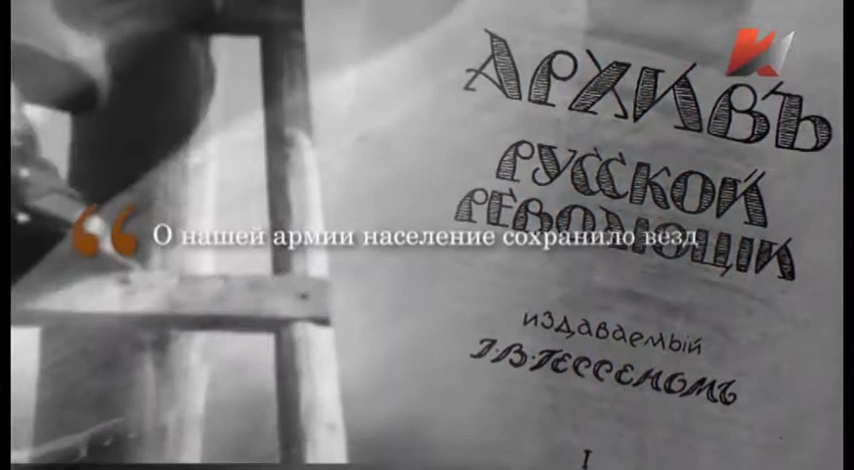 Архивъ
русской
революціи
издаваемый
І.В.Гессеномъ
I
О нашей армии население сохранило везд